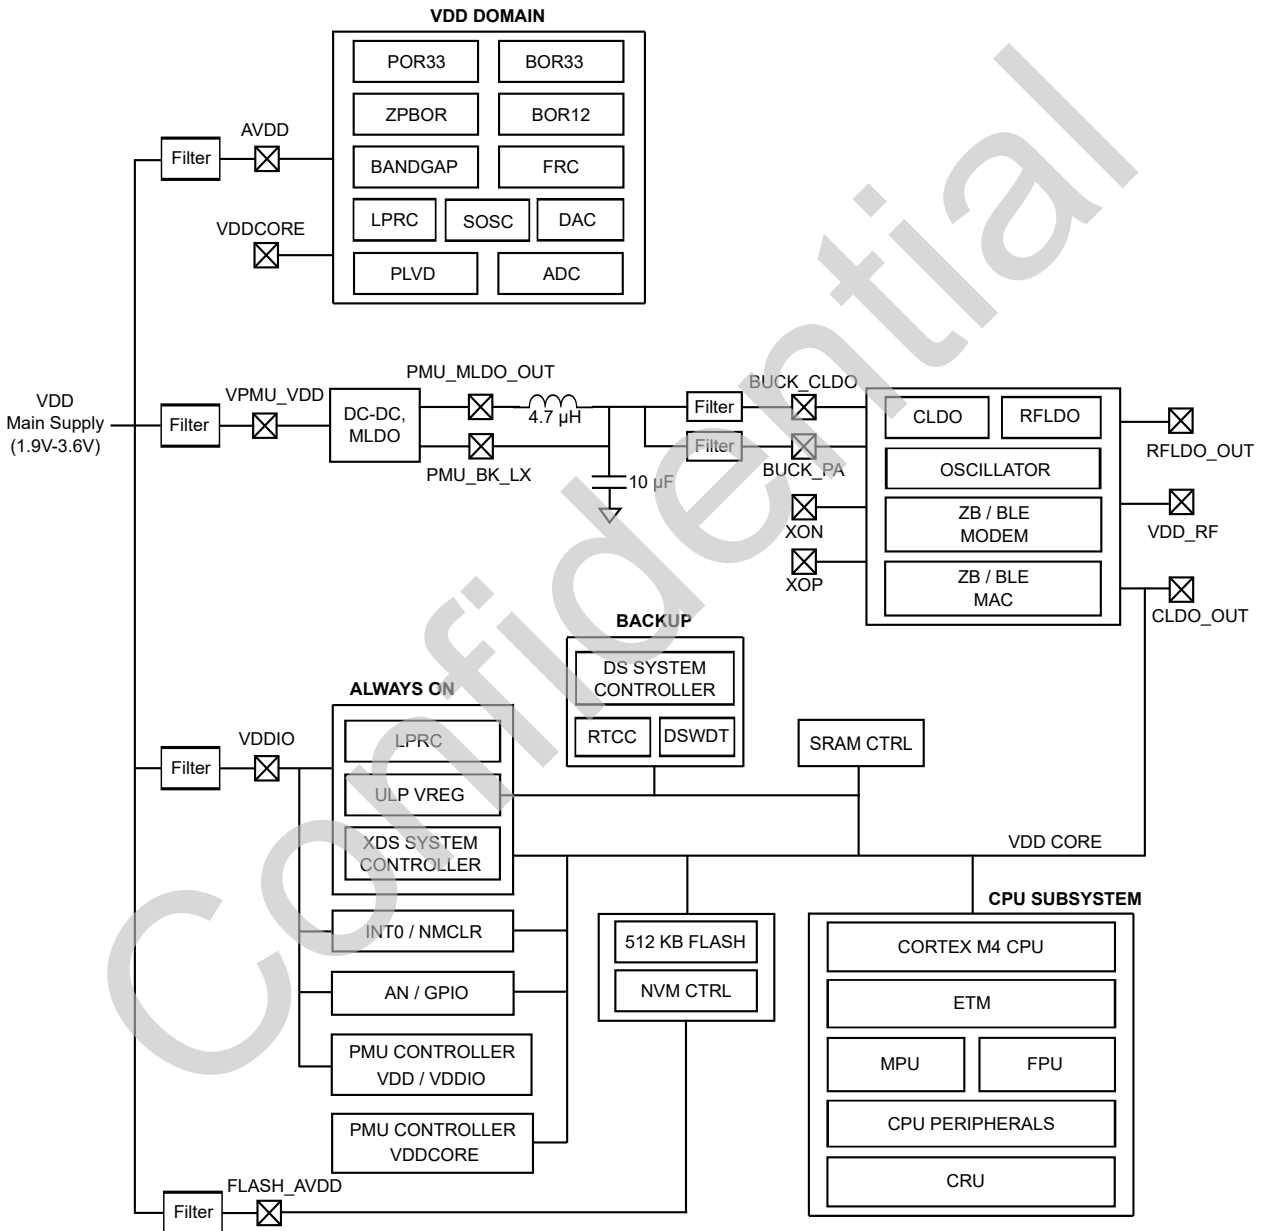 VDD DOMAIN
POR33
BOR33
ZPBOR
BOR12
AVDD
Filter
BANDGAP
FRC
LPRC
SOSC
DAC
VDDCORE
PLVD
ADC
VDD
Main Supply
(1.9V-3.6V)
Filter
VPMU_VDD
DC-DC,
MLDO
PMU_MLDO_OUT
4.7 µH
PMU_BK_LX
10 µF
Filter
BUCK_CLDO
Filter
BUCK_PA
XON
XOP
CLDO
RFLDO
OSCILLATOR
ZB / BLE
MODEM
ZB / BLE
MAC
RFLDO_OUT
VDD_RF
CLDO_OUT
BACKUP
DS SYSTEM
CONTROLLER
RTCC
DSWDT
SRAM CTRL
ALWAYS ON
LPRC
ULP VREG
XDS SYSTEM
CONTROLLER
Filter
VDDIO
VDD CORE
INT0 / NMCLR
AN / GPIO
PMU CONTROLLER
VDD / VDDIO
PMU CONTROLLER
VDDCORE
512 KB FLASH
NVM CTRL
CPU SUBSYSTEM
CORTEX M4 CPU
ETM
MPU
FPU
CPU PERIPHERALS
CRU
Filter
FLASH_AVDD
Confidential